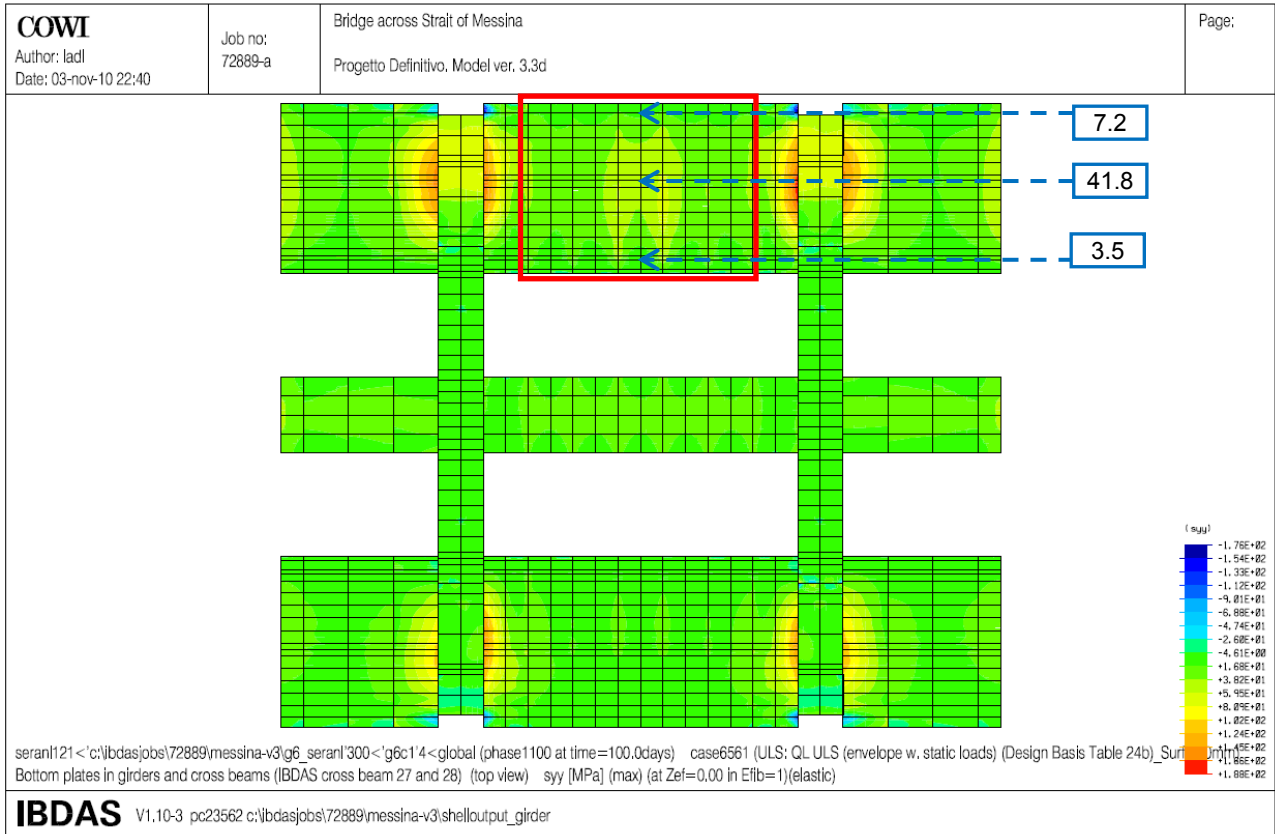 COWI
Author: ladl
Date: 03-nov-10 22:40
Job no:
72889-a
Bridge across Strait of Messina
Progetto Definitivo. Model ver. 3.3d
Page:
7.2
41.8
3.5
(syy)
-1.76E+02
-1.54E+02
-1.33E+02
-1.12E+02
-9.01E+01
-6.88E+01
-4.74E+01
-2.60E+01
-4.61E+00
+1.68E+01
+3.82E+01
+5.95E+01
+8.09E+01
+1.02E+02
+1.24E+02
+1.45E+02
+1.66E+02
+1.88E+02
seranl121<'c:\ibdasjobs\72889\messina-v3\g6_seranl'300<'g6c1'4<global (phase1100 at time=100.0days) case6561 (ULS: QL ULS (envelope w. static loads) (Design Basis Table 24b)
Bottom plates in girders and cross beams (IBDAS cross beam 27 and 28) (top view) syy [MPa] (max) (at Zef=0.00 in Efib=1)(elastic)
IBDAS V1.10-3 pc23562 c:\ibdasjobs\72889\messina-v3\shelloutput_girder